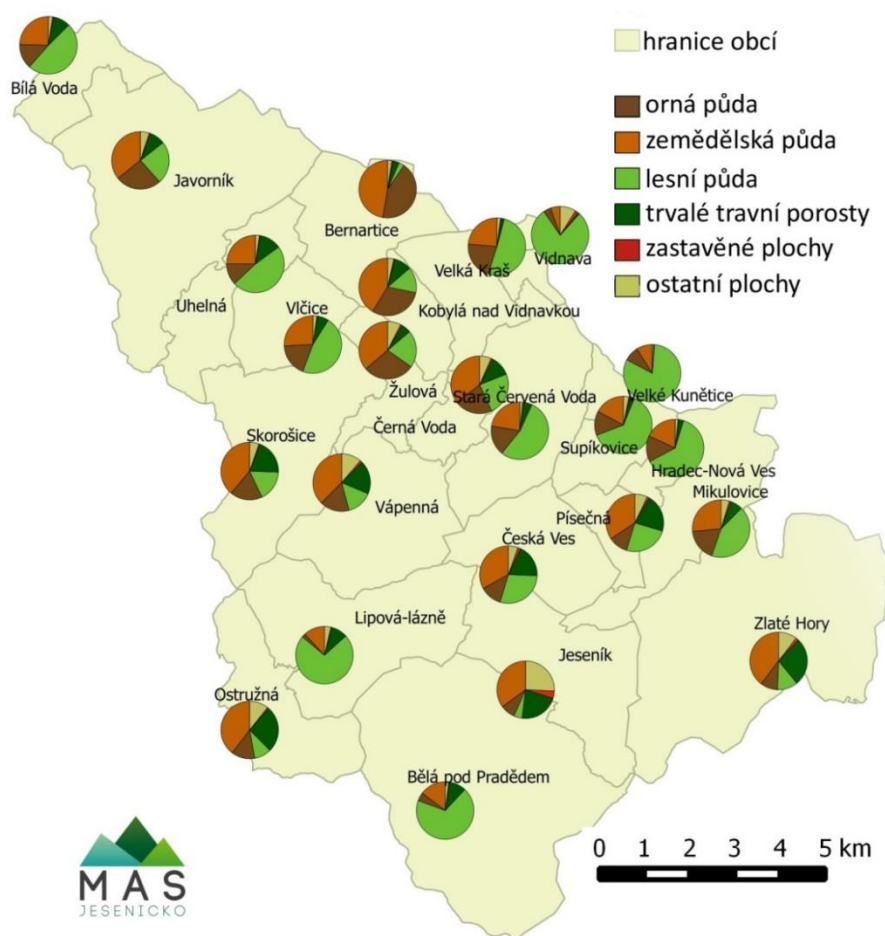 hranice obcí
orná půda
zemědělská půda
lesní půda
trvalé travní porosty
zastavěné plochy
ostatní plochy
Bílá Voda
Javorník
Bernartice
Velká Kraš
Vidnava
Uhelná
Vlčice
Kobylá nad Vidnavkou
Žulová
Stará Červená Voda
Velké Kunětice
Černá Voda
Skorošice
Supíkovice
Hradec-Nová Ves
Mikulovice
Vápenná
Písečná
Česká Ves
Lipová-lázně
Zlaté Hory
Jeseník
Ostružná
Bělá pod Pradědem
MAS
JESENICKO
0 1 2 3 4 5 km